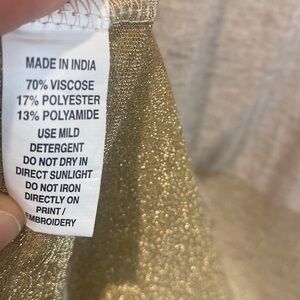 MADE IN INDIA
70% VISCOSE
17% POLYESTER
13% POLYAMIDE
USE MILD
DETERGENT
DO NOT DRY IN
DIRECT SUNLIGHT
DO NOT IRON
DIRECTLY ON
PRINT/
EMBROIDERY